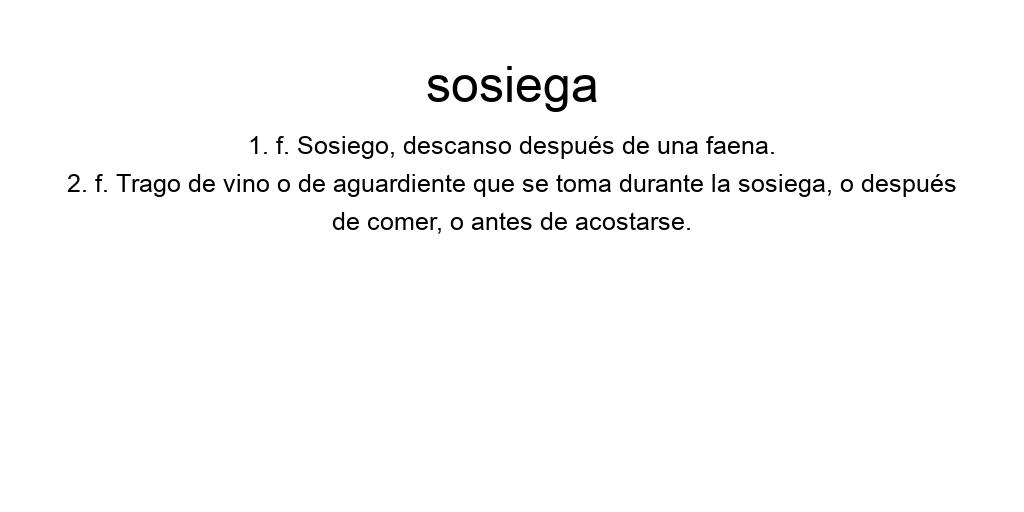 sosiega
1. f. Sosiego, descanso después de una faena.
2. f. Trago de vino o de aguardiente que se toma durante la sosiega, o después
de comer, o antes de acostarse.